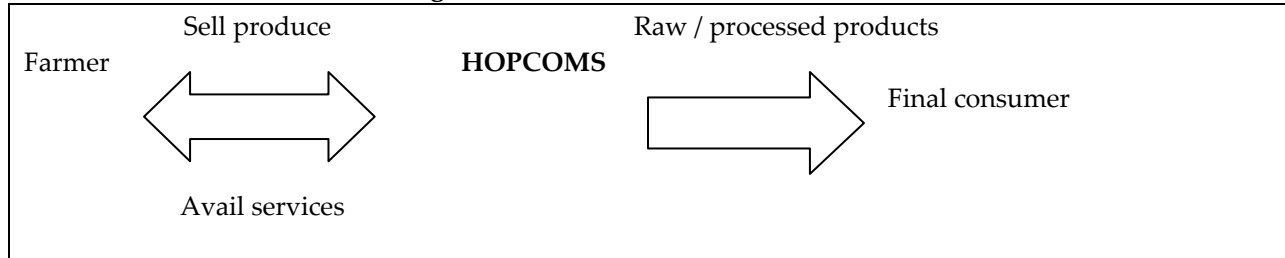 Sell produce Raw / processed products
Farmer HOPCOMS
Final consumer
Avail services